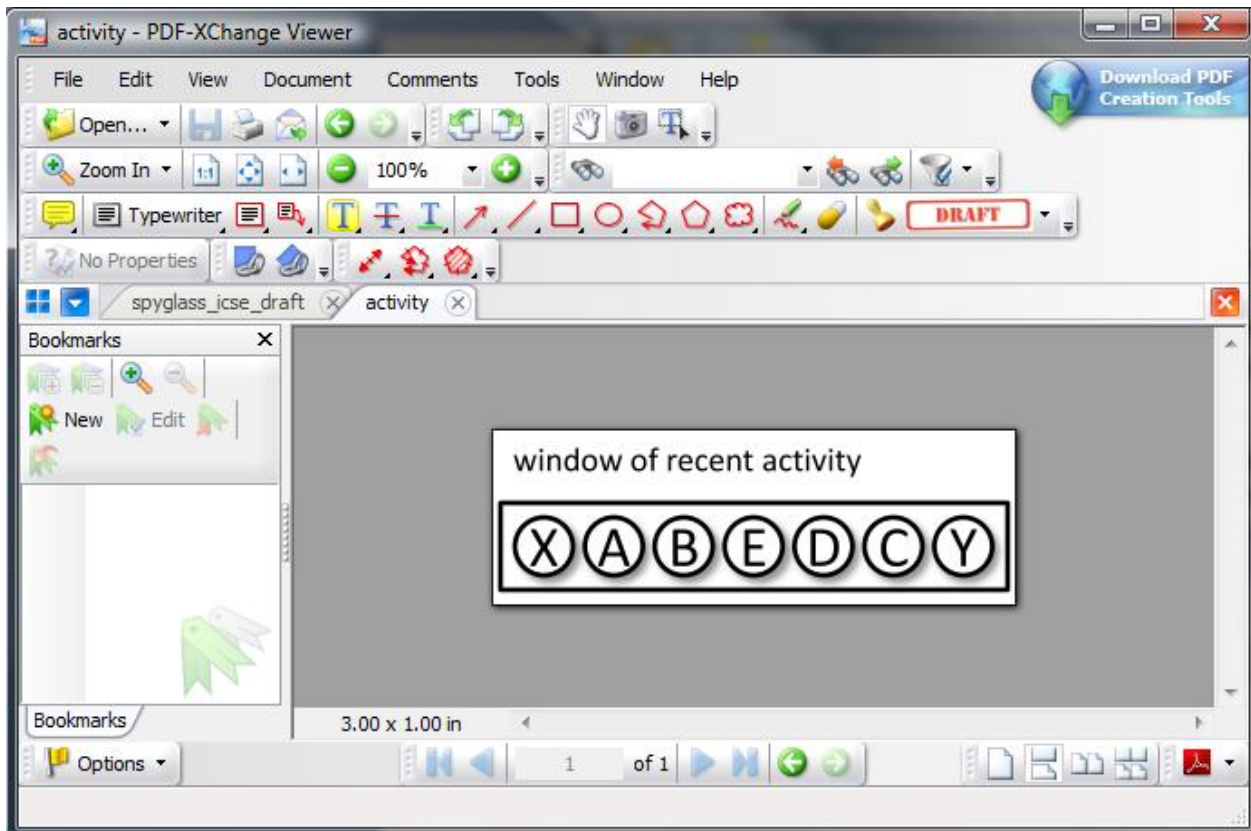 activity - PDF-XChange Viewer
File Edit View Document Comments Tools Window Help
Download PDF
Creation Tools
Open...
Zoom In 1:1 100%
Typewriter T T T DRAFT
No Properties
spyglass_icse_draft activity
Bookmarks
New Edit
window of recent activity
X A B E D C Y
Bookmarks
3.00 x 1.00 in
Options 1 of 1